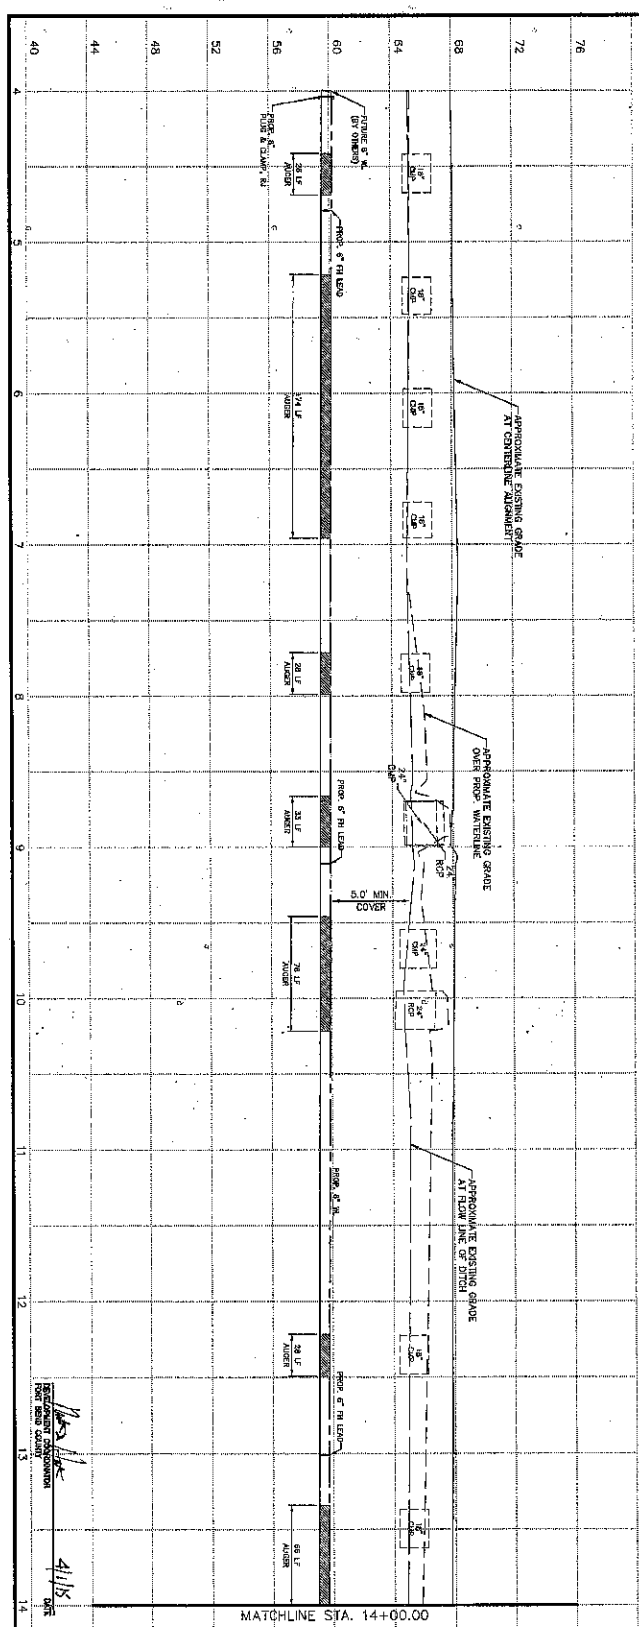 76
72
68
64
60
56
52
48
44
40
APPROXIMATE EXISTING GRADE
AT CENTERLINE ALIGNMENT
APPROXIMATE EXISTING GRADE
OVER PROP. WATERLINE
APPROXIMATE EXISTING GRADE
AT FLOW LINE OF DITCH
18"
CMP
18"
CMP
18"
CMP
18"
CMP
18"
CMP
24"
CMP
24"
RCP
24"
CMP
24"
RCP
18"
CMP
18"
CMP
5.0' MIN.
COVER
FUTURE 8" WL
(BY OTHERS)
PROP. 6" FH LEAD
PROP. 6" FH LEAD
PROP. 8" WL
PROP. 6" FH LEAD
PROP. 8"
PLUG & CLAMP, RJ
AUGER
174 LF
AUGER
28 LF
AUGER
33 LF
AUGER
76 LF
AUGER
28 LF
AUGER
66 LF
AUGER
4
5
6
7
8
9
10
11
12
13
14
DEVELOPMENT COORDINATOR
FORT BEND COUNTY
4/1/15
DATE
MATCHLINE STA. 14+00.00